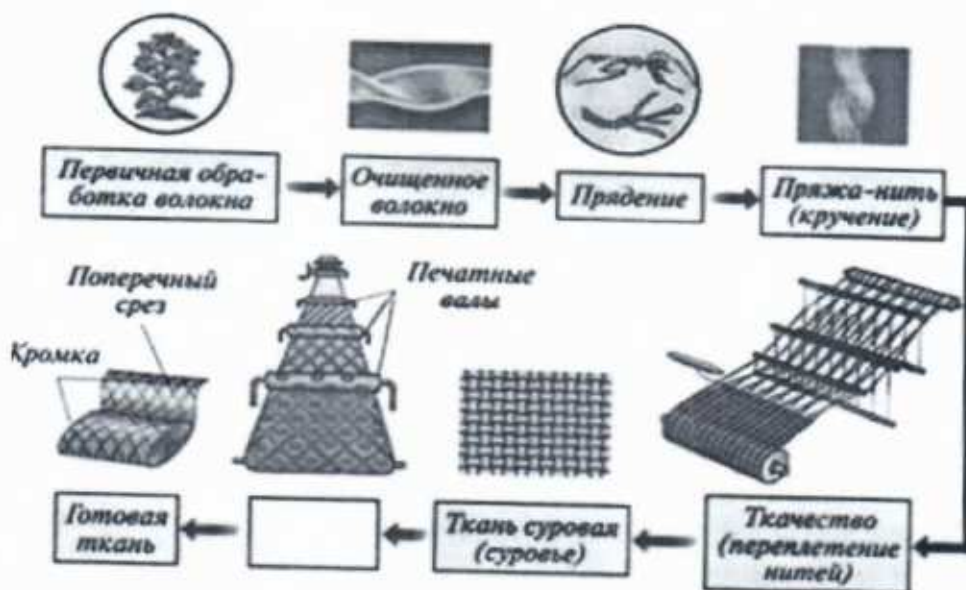 Первичная обра-
ботка волокна
Очищенное
волокно
Прядение
Пряжа-нить
(кручение)
Поперечный
срез
Кромка
Печатные
валы
Готовая
ткань
Ткань суровая
(суровье)
Ткачество
(переплетение
нитей)